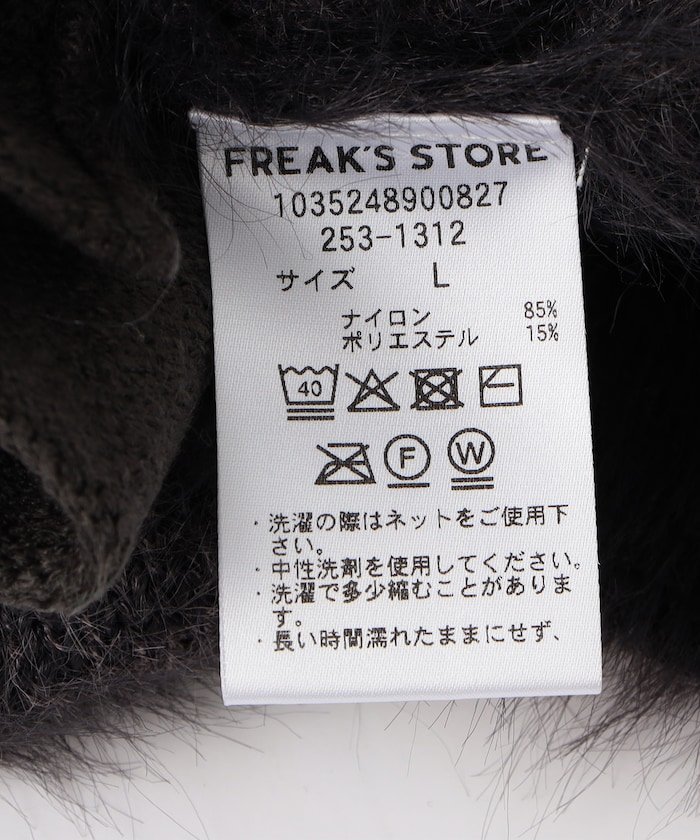 FREAK'S STORE
1035248900827
253-1312
サイズ L
ナイロン 85%
ポリエステル 15%
40
F W
・洗濯の際はネットをご使用下
さい。
・中性洗剤を使用してください。
・洗濯で多少縮むことがありま
す。
・長い時間濡れたままにせず、